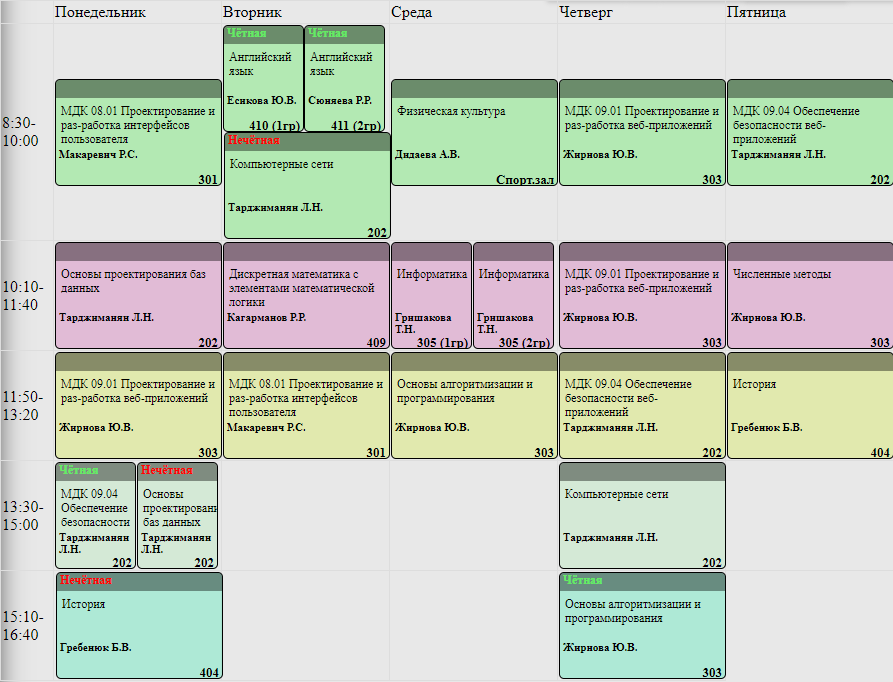 Понедельник
Вторник
Среда
Четверг
Пятница
8:30-
10:00
МДК 08.01 Проектирование и
раз-работка интерфейсов
пользователя
Макаревич Р.С.
301
Чётная
Английский
язык
Есикова Ю.В.
410 (1гр)
Чётная
Английский
язык
Сюняева Р.Р.
411 (2гр)
Нечётная
Компьютерные сети
Тарджиманян Л.Н.
202
Физическая культура
Дидаева А.В.
Спорт.зал
МДК 09.01 Проектирование и
раз-работка веб-приложений
Жирнова Ю.В.
303
МДК 09.04 Обеспечение
безопасности веб-
приложений
Тарджиманян Л.Н.
202
10:10-
11:40
Основы проектирования баз
данных
Тарджиманян Л.Н.
202
Дискретная математика с
элементами математической
логики
Кагарманов Р.Р.
409
Информатика
Гришакова
Т.Н.
305 (1гр)
Информатика
Гришакова
Т.Н.
305 (2гр)
МДК 09.01 Проектирование и
раз-работка веб-приложений
Жирнова Ю.В.
303
Численные методы
Жирнова Ю.В.
303
11:50-
13:20
МДК 09.01 Проектирование и
раз-работка веб-приложений
Жирнова Ю.В.
303
МДК 08.01 Проектирование и
раз-работка интерфейсов
пользователя
Макаревич Р.С.
301
Основы алгоритмизации и
программирования
Жирнова Ю.В.
303
МДК 09.04 Обеспечение
безопасности веб-
приложений
Тарджиманян Л.Н.
202
История
Гребенюк Б.В.
404
13:30-
15:00
Чётная
МДК 09.04
Обеспечение
безопасности
Тарджиманян
Л.Н.
202
Нечётная
Основы
проектировани
баз данных
Тарджиманян
Л.Н.
202
Компьютерные сети
Тарджиманян Л.Н.
202
15:10-
16:40
Нечётная
История
Гребенюк Б.В.
404
Чётная
Основы алгоритмизации и
программирования
Жирнова Ю.В.
303